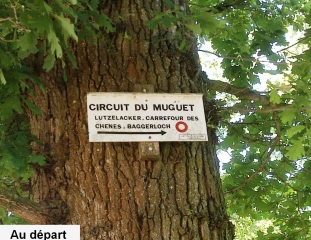 CIRCUIT DU MUGUET
LUTZELACKER. CARREFOUR DES
CHENES. BAGGERLOCH
Au départ